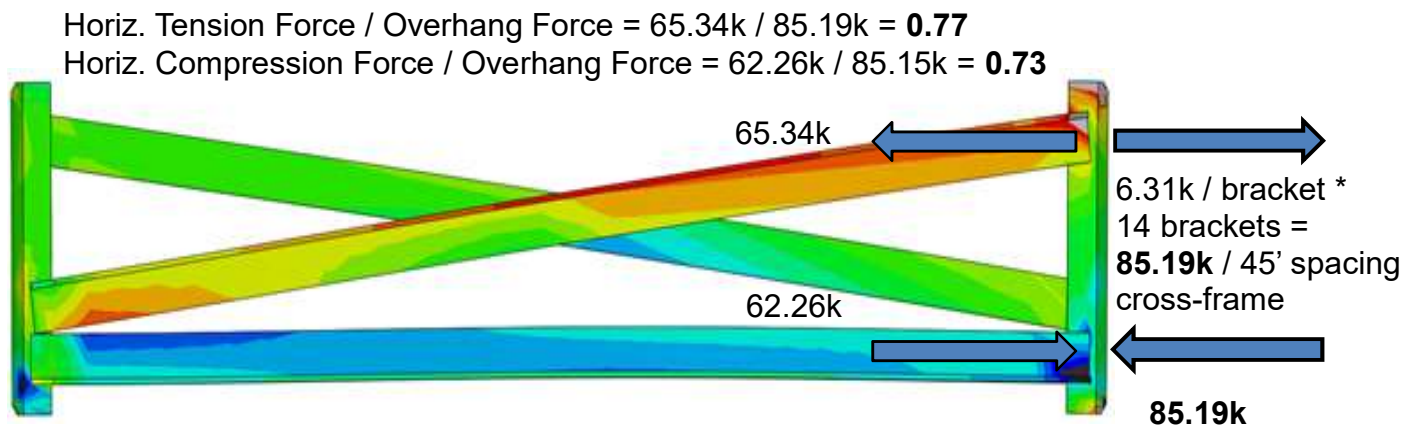 Horiz. Tension Force / Overhang Force = 65.34k / 85.19k = 0.77
Horiz. Compression Force / Overhang Force = 62.26k / 85.15k = 0.73
65.34k
6.31k / bracket *
14 brackets =
85.19k / 45’ spacing
cross-frame
62.26k
85.19k